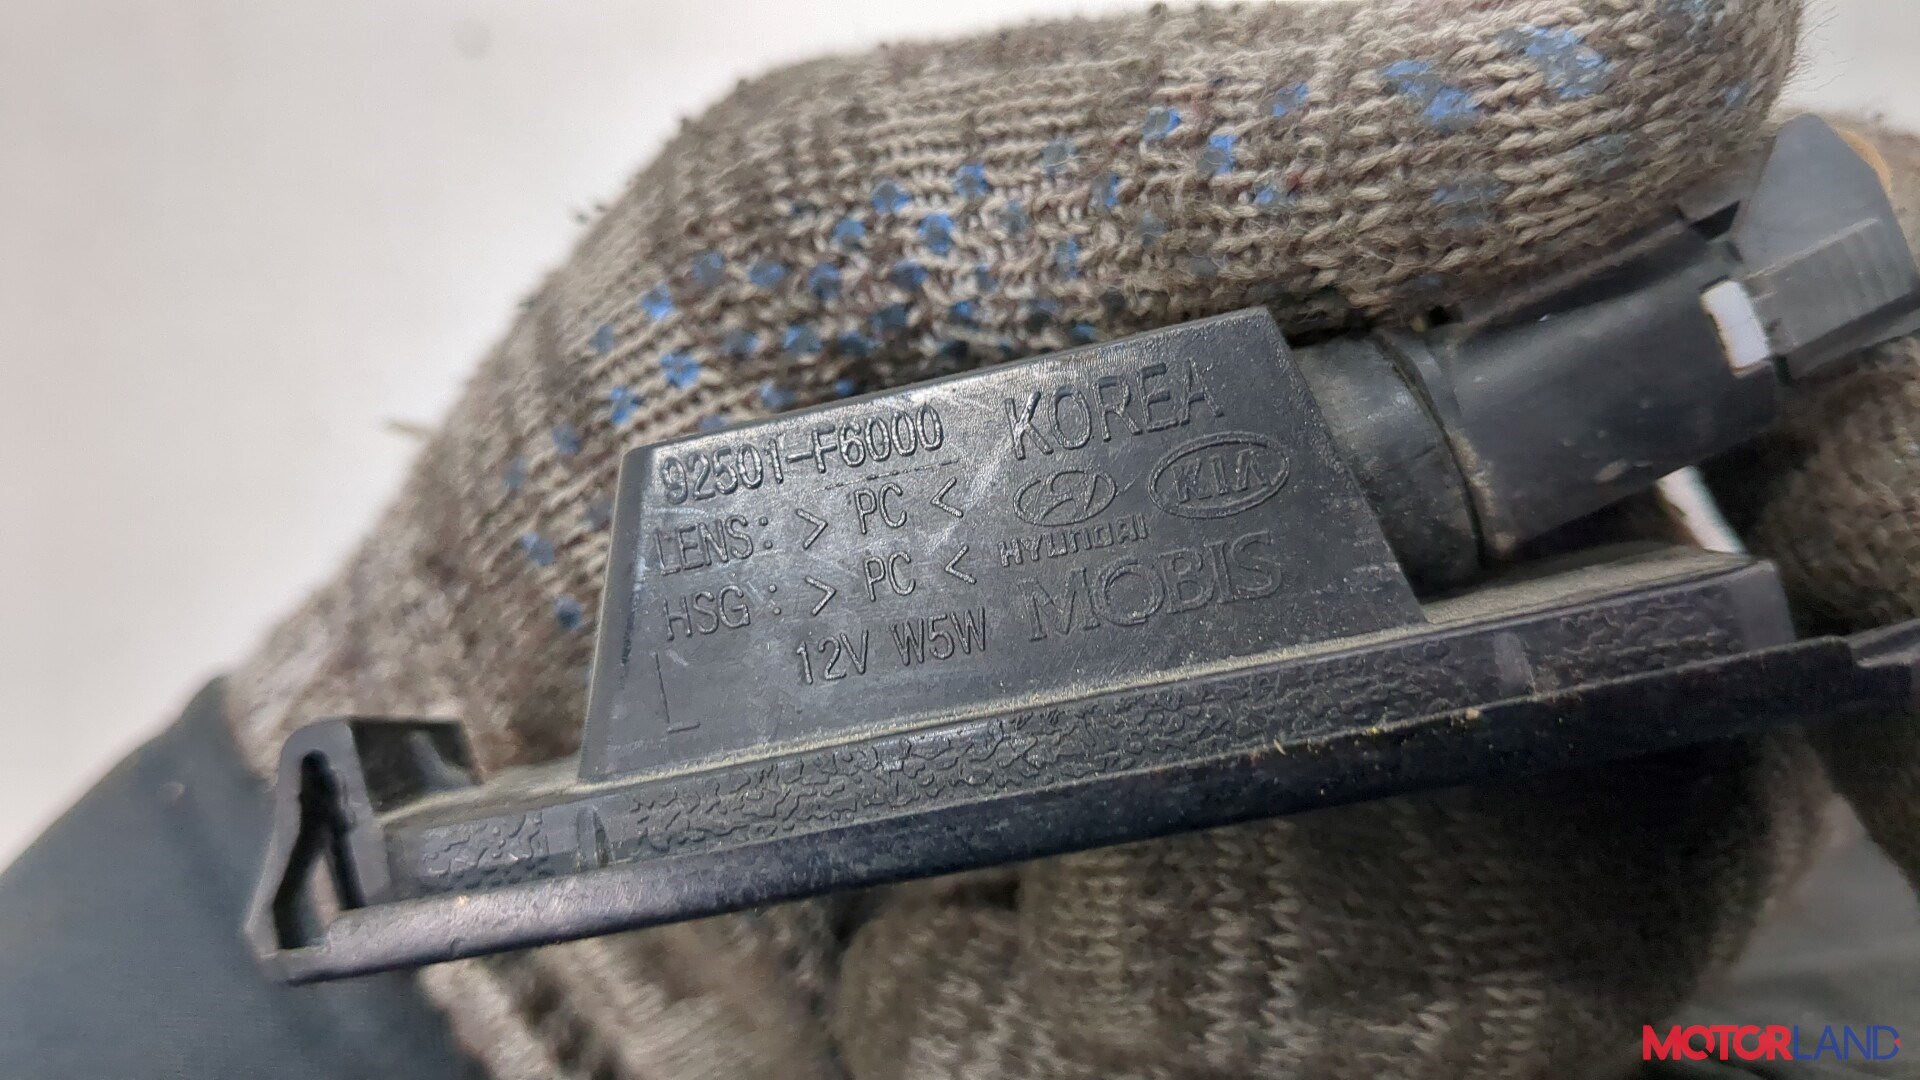 92501-F6000 KOREA
LENS: > PC < KIA
HSG : > PC < HYUNDAI
L 12V W5W MOBIS
MOTORLAND